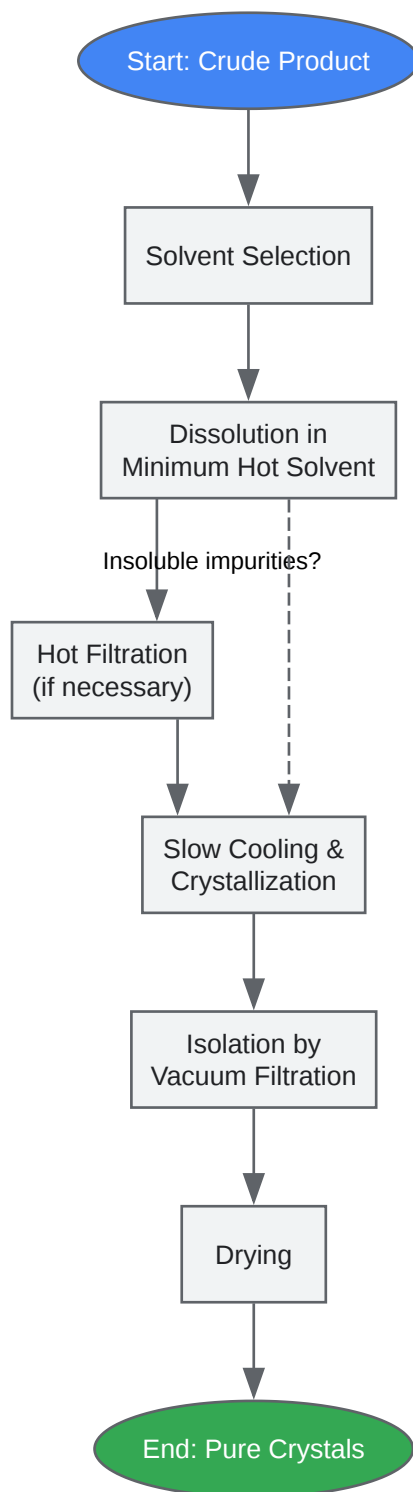 Start: Crude Product
Solvent Selection
Dissolution in
Minimum Hot Solvent
Insoluble impurities?
Hot Filtration
(if necessary)
Slow Cooling &
Crystallization
Isolation by
Vacuum Filtration
Drying
End: Pure Crystals